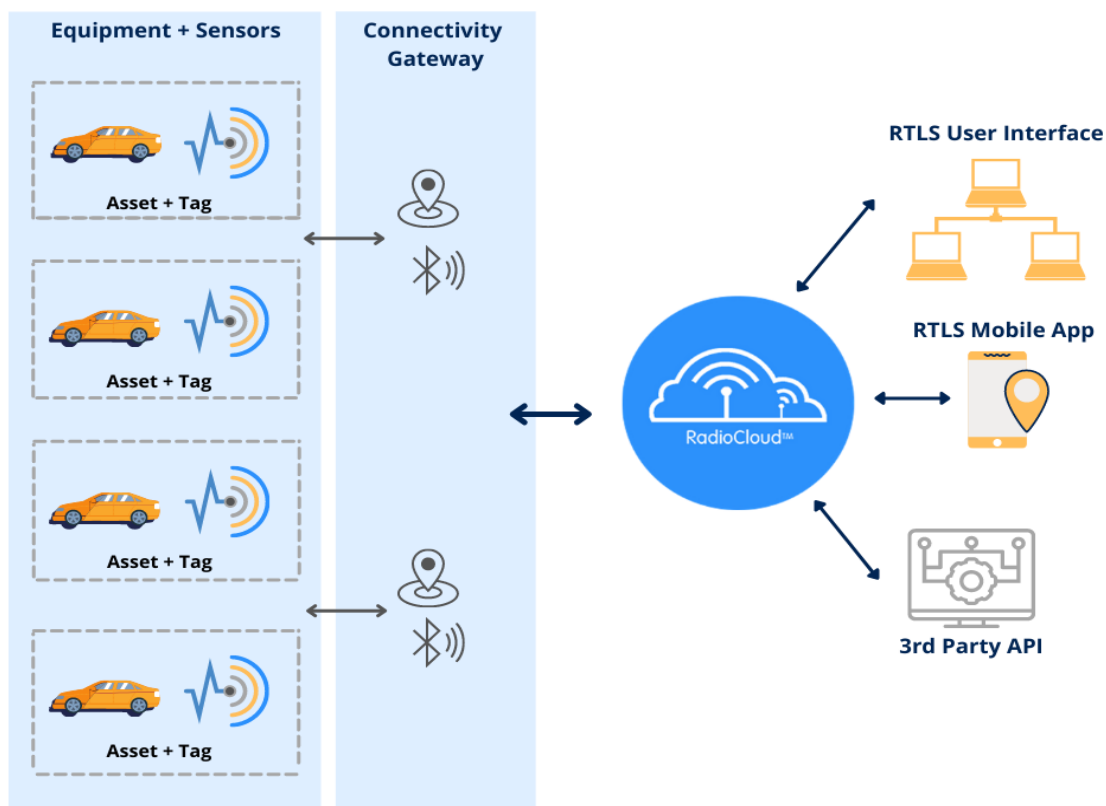 Equipment + Sensors
Connectivity
Gateway
Asset + Tag
Asset + Tag
Asset + Tag
Asset + Tag
RadioCloud™
RTLS User Interface
RTLS Mobile App
3rd Party API